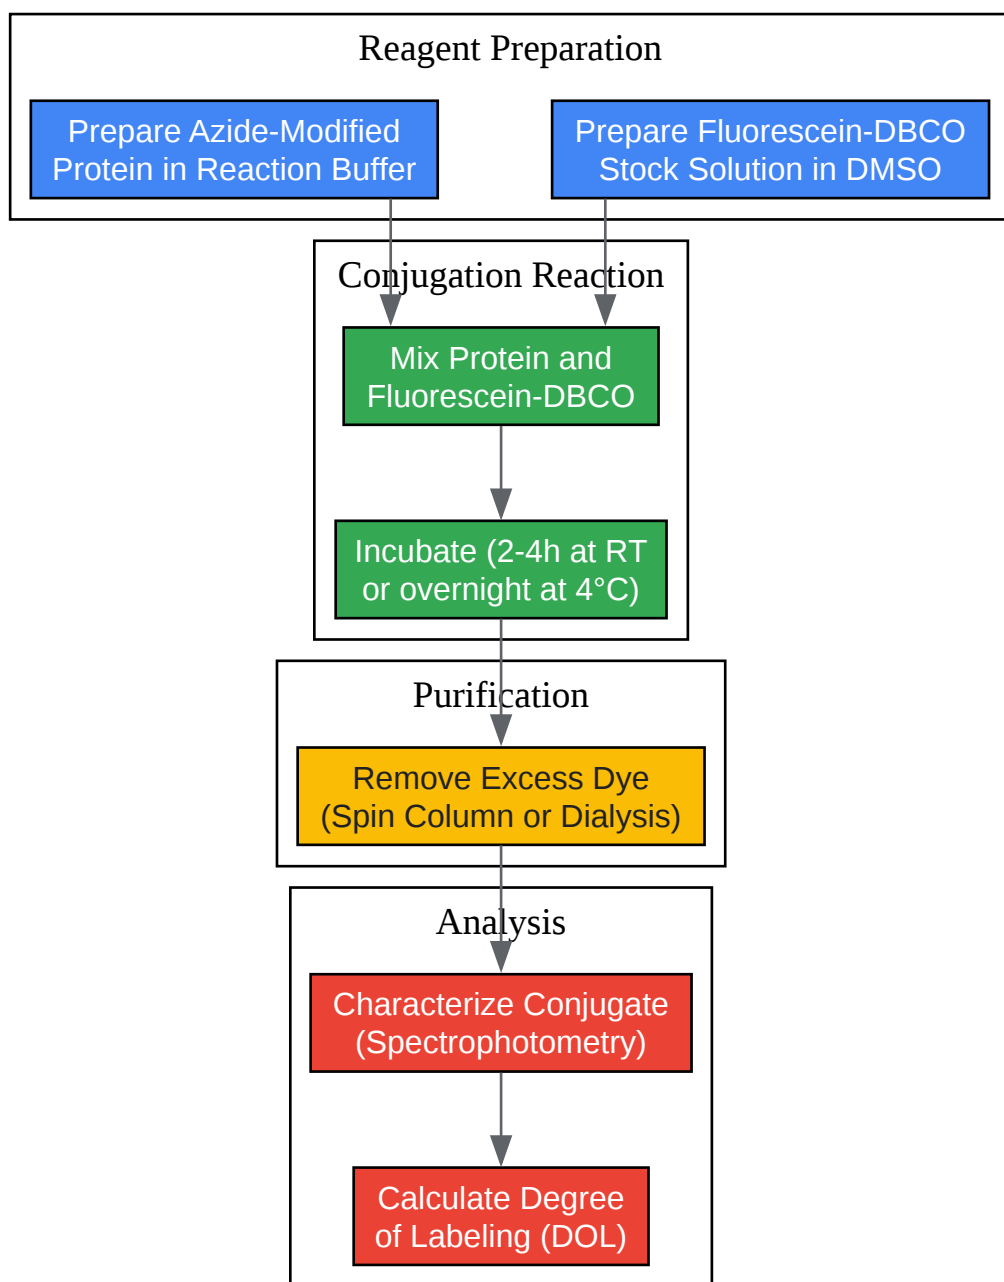 Reagent Preparation
Prepare Azide-Modified
Protein in Reaction Buffer
Prepare Fluorescein-DBCO
Stock Solution in DMSO
Conjugation Reaction
Mix Protein and
Fluorescein-DBCO
Incubate (2-4h at RT
or overnight at 4°C)
Purification
Remove Excess Dye
(Spin Column or Dialysis)
Analysis
Characterize Conjugate
(Spectrophotometry)
Calculate Degree
of Labeling (DOL)